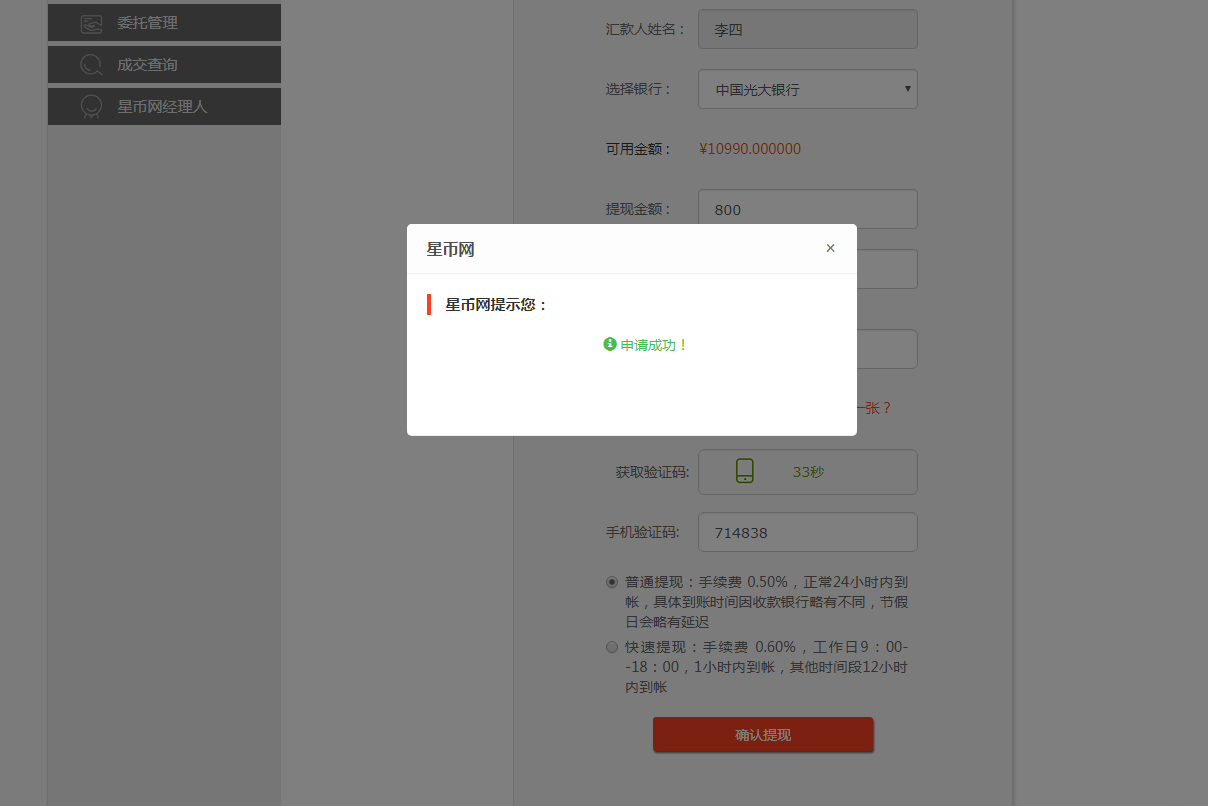 委托管理
成交查询
星币网经理人
汇款人姓名：
李四
选择银行：
中国光大银行
可用金额：
¥10990.000000
提现金额：
800
星币网
×
星币网提示您：
申请成功！
一张？
获取验证码:
33秒
手机验证码:
714838
普通提现：手续费 0.50%，正常24小时内到
帐，具体到账时间因收款银行略有不同，节假
日会略有延迟
快速提现：手续费 0.60%，工作日9：00-
-18：00，1小时内到帐，其他时间段12小时
内到帐
确认提现